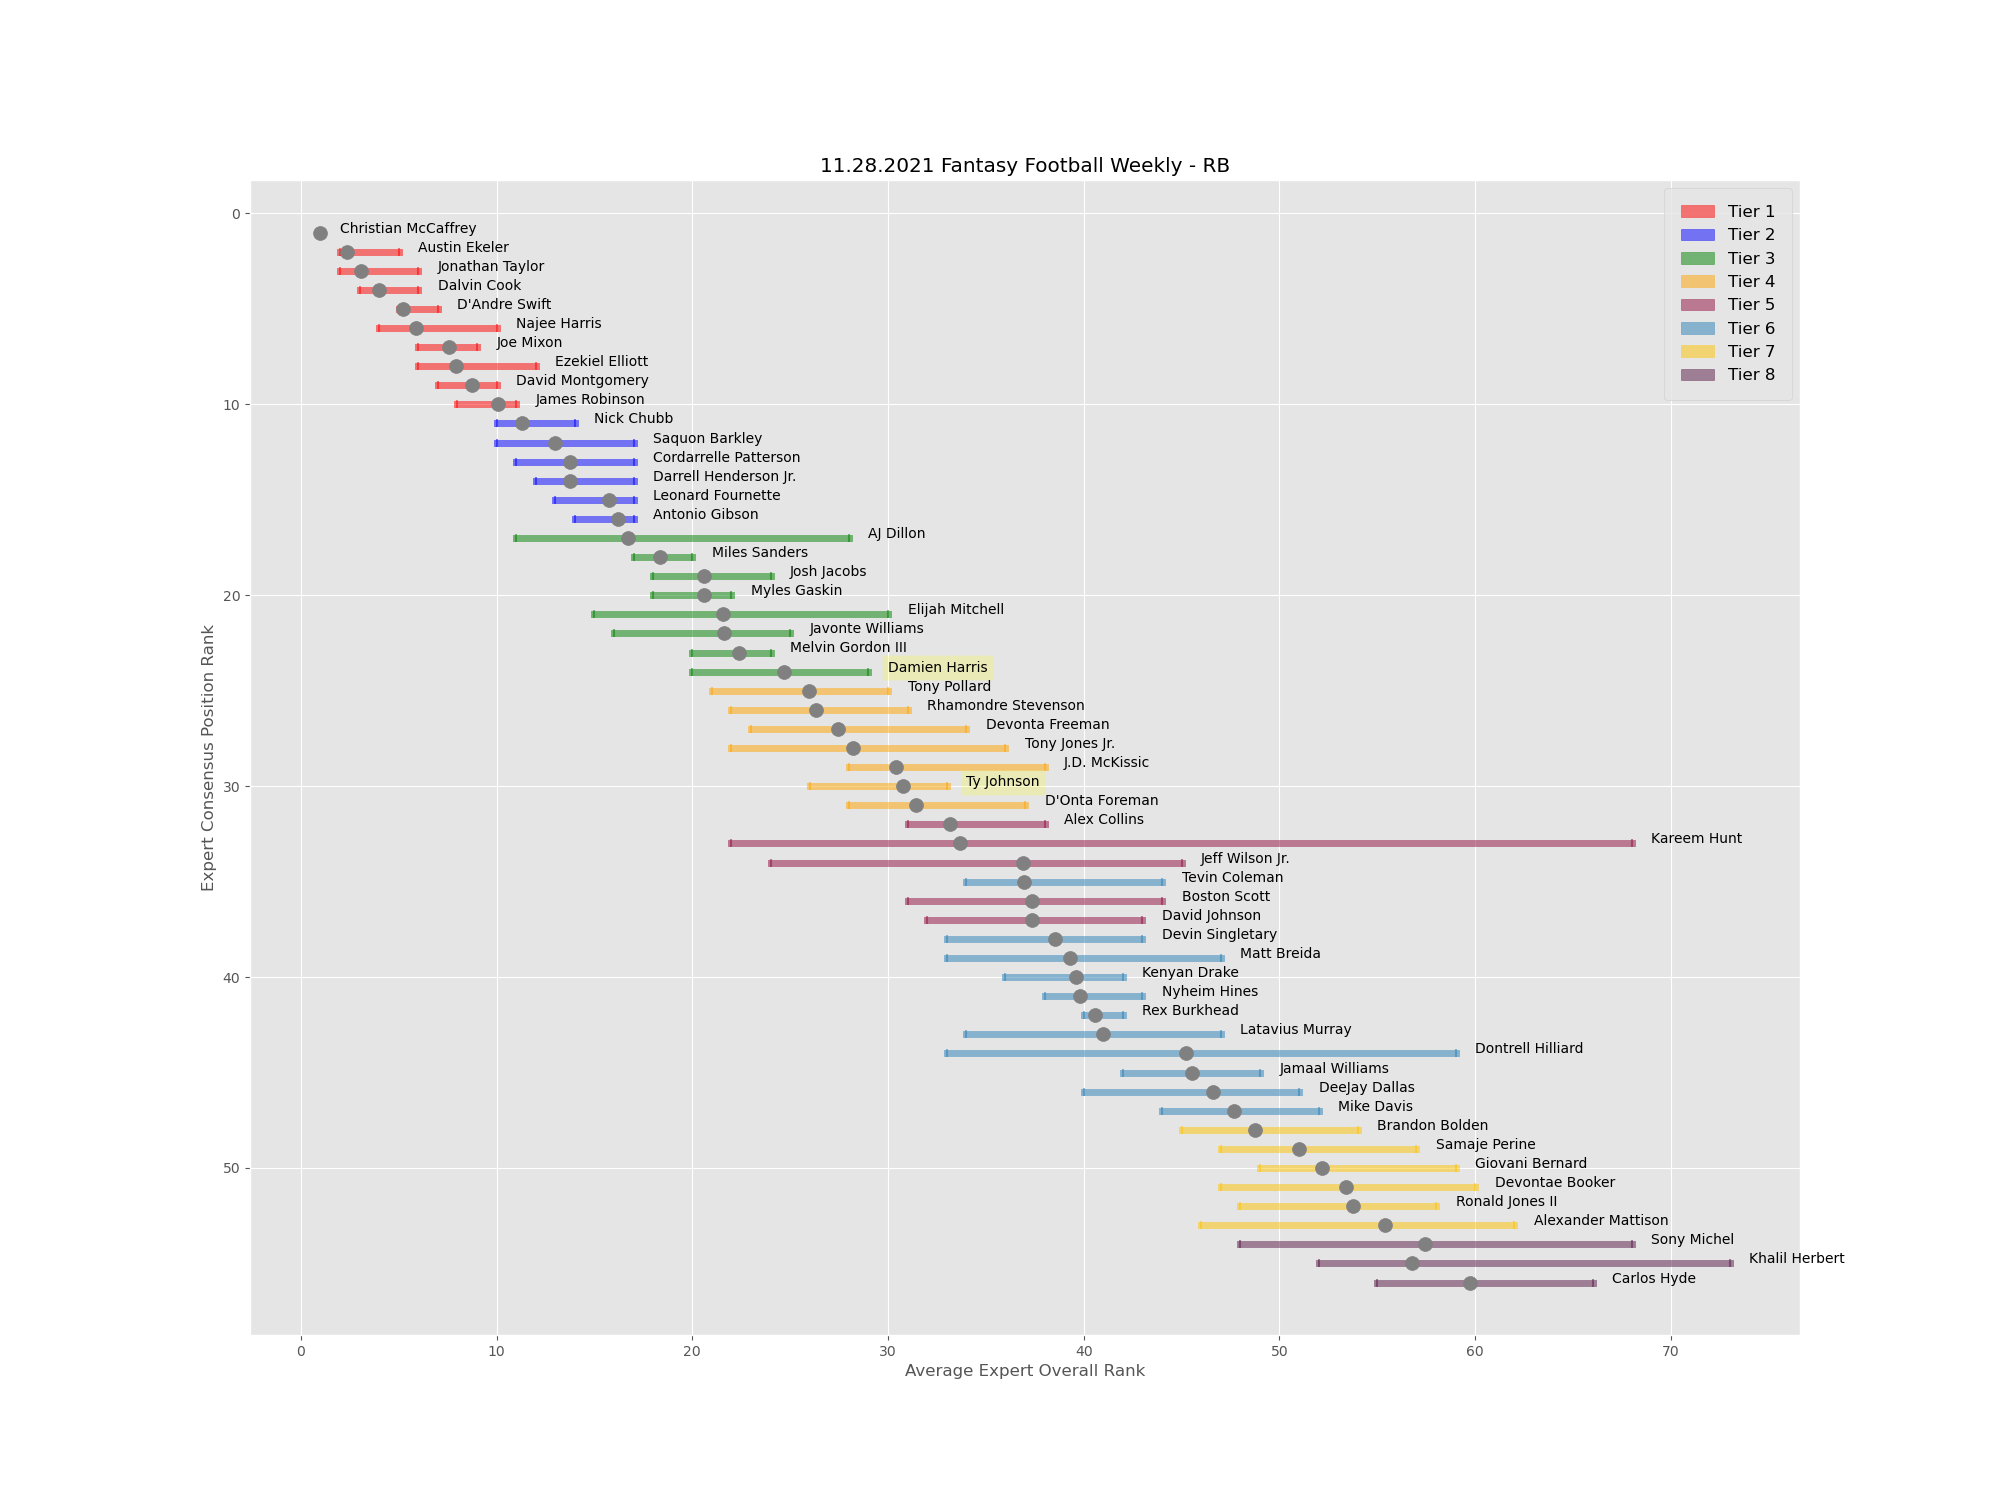 11.28.2021 Fantasy Football Weekly - RB
Tier 1
Tier 2
Tier 3
Tier 4
Tier 5
Tier 6
Tier 7
Tier 8
Expert Consensus Position Rank
0
10
20
30
40
50
Christian McCaffrey
Austin Ekeler
Jonathan Taylor
Dalvin Cook
D'Andre Swift
Najee Harris
Joe Mixon
Ezekiel Elliott
David Montgomery
James Robinson
Nick Chubb
Saquon Barkley
Cordarrelle Patterson
Darrell Henderson Jr.
Leonard Fournette
Antonio Gibson
AJ Dillon
Miles Sanders
Josh Jacobs
Myles Gaskin
Elijah Mitchell
Javonte Williams
Melvin Gordon III
Damien Harris
Tony Pollard
Rhamondre Stevenson
Devonta Freeman
Tony Jones Jr.
J.D. McKissic
Ty Johnson
D'Onta Foreman
Alex Collins
Kareem Hunt
Jeff Wilson Jr.
Tevin Coleman
Boston Scott
David Johnson
Devin Singletary
Matt Breida
Kenyan Drake
Nyheim Hines
Rex Burkhead
Latavius Murray
Dontrell Hilliard
Jamaal Williams
DeeJay Dallas
Mike Davis
Brandon Bolden
Samaje Perine
Giovani Bernard
Devontae Booker
Ronald Jones II
Alexander Mattison
Sony Michel
Khalil Herbert
Carlos Hyde
0
10
20
30
40
50
60
70
Average Expert Overall Rank